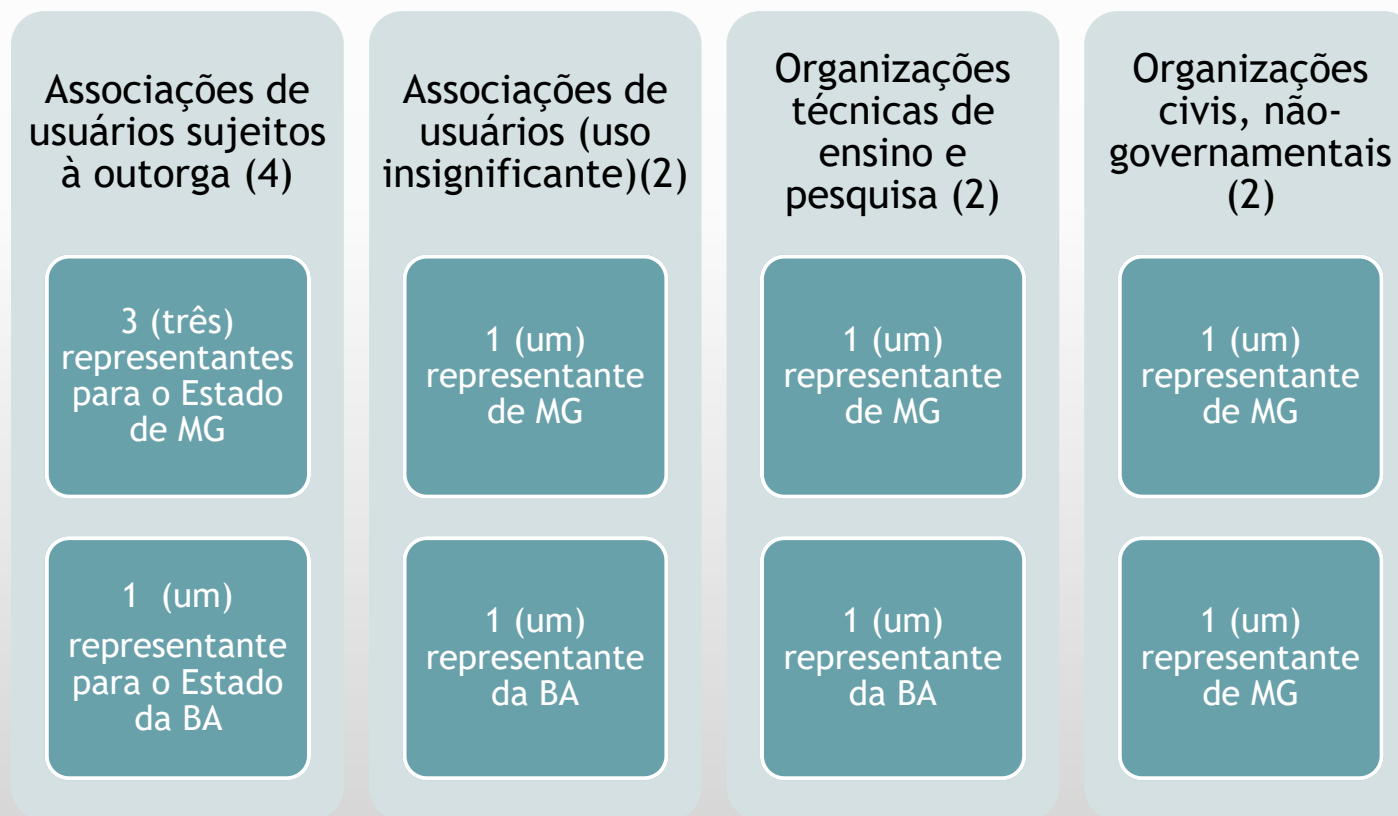 Associações de
usuários sujeitos
à outorga (4)
3 (três)
representantes
para o Estado
de MG
1 (um)
representante
para o Estado
da BA
Associações de
usuários (uso
insignificante)(2)
1 (um)
representante
de MG
1 (um)
representante
da BA
Organizações
técnicas de
ensino e
pesquisa (2)
1 (um)
representante
de MG
1 (um)
representante
da BA
Organizações
civis, não-
governamentais
(2)
1 (um)
representante
de MG
1 (um)
representante
de MG